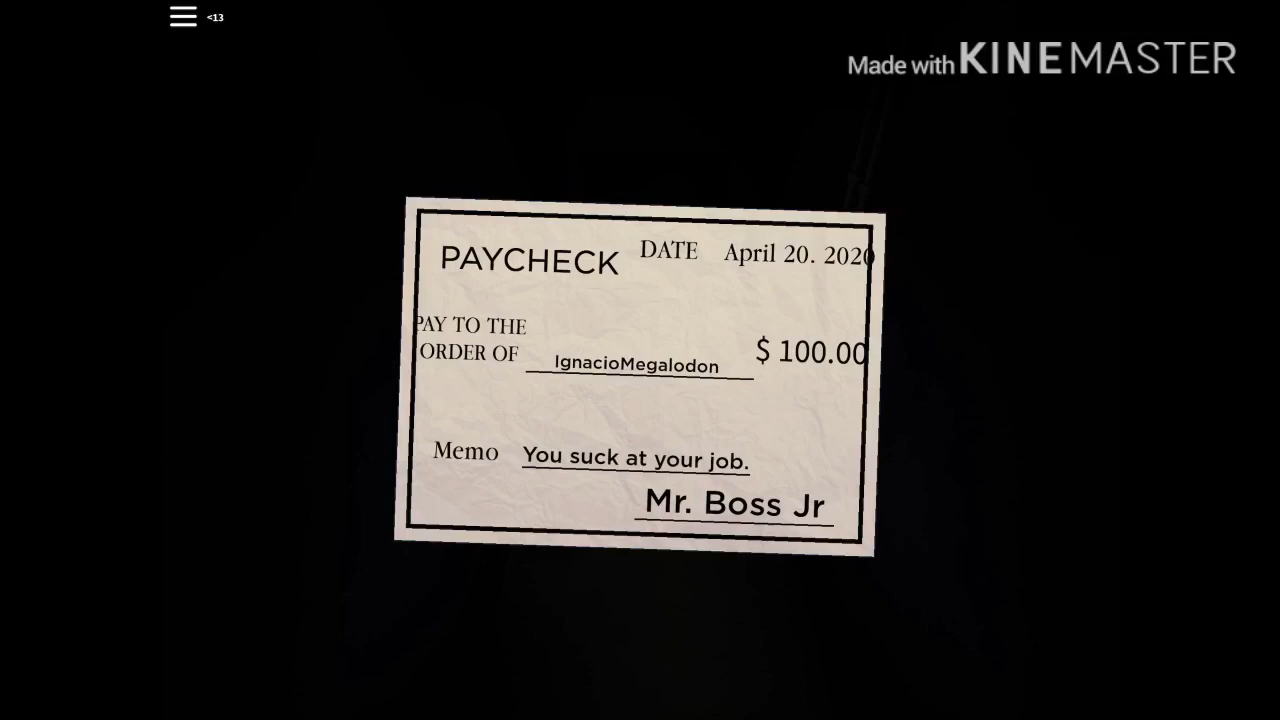 <13
Made with KINEMASTER
PAYCHECK DATE April 20. 2020
PAY TO THE
ORDER OF IgnacioMegalodon $ 100.00
Memo You suck at your job.
Mr. Boss Jr